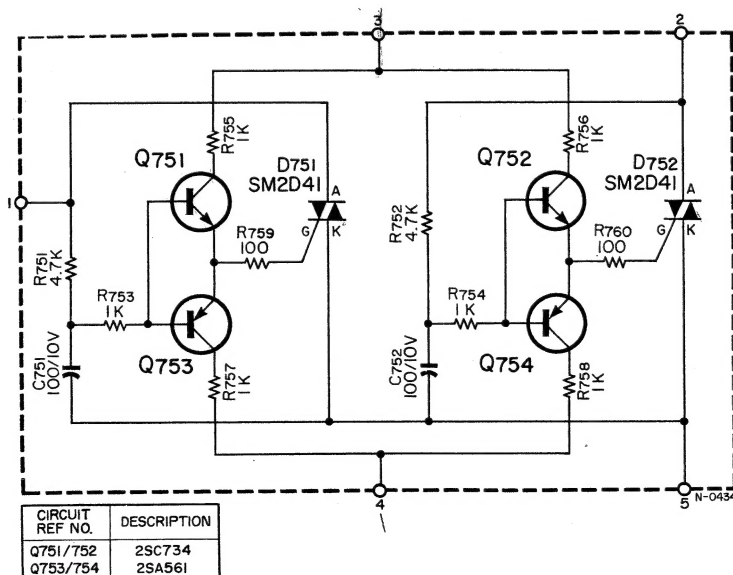 3
2
R755
1K
R756
1K
Q751
Q752
D751
SM2D41
D752
SM2D41
A
A
1
G
K
G
K
R752
4.7K
R759
100
R760
100
R751
4.7K
R753
1K
R754
1K
C751
100/10V
C752
100/10V
Q753
Q754
R757
1K
R758
1K
4
5
N-0434
CIRCUIT REF NO.
DESCRIPTION
Q751/752
2SC734
Q753/754
2SA561